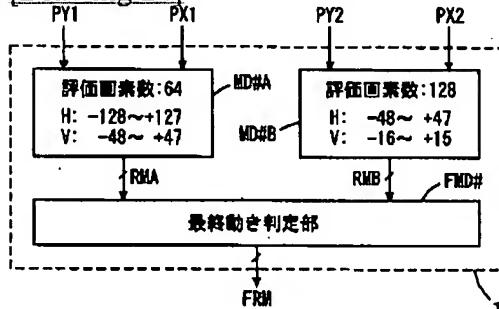 PY1 PX1 PY2 PX2
評価画素数:64
H: -128～+127
V: -48～+47
MD#A
評価画素数:128
H: -48～ +47
V: -16～ +15
MD#B
RMA
RMB
FMD#
最終動き判定部
FRM